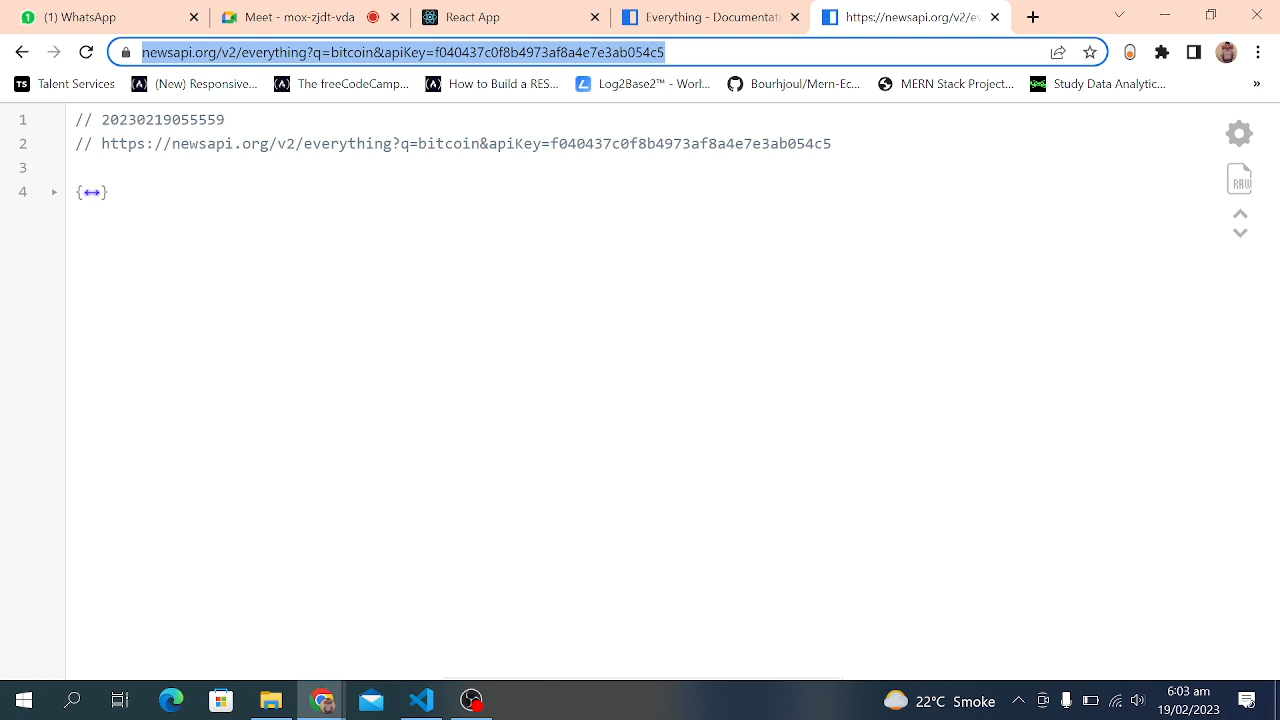 (1) WhatsApp
Meet - mox-zjdt-vda
React App
Everything - Documentati
https://newsapi.org/v2/ev
newsapi.org/v2/everything?q=bitcoin&apiKey=f040437c0f8b4973af8a4e7e3ab054c5
TS Talent Services
(New) Responsive...
The freeCodeCamp...
How to Build a RES...
Log2Base2™ - Worl...
Bourhjoul/Mern-Ec...
MERN Stack Project...
Study Data Analytic...
»
1 // 20230219055559
2 // https://newsapi.org/v2/everything?q=bitcoin&apiKey=f040437c0f8b4973af8a4e7e3ab054c5
3
4 {↔}
RAW
22°C Smoke
6:03 am
19/02/2023